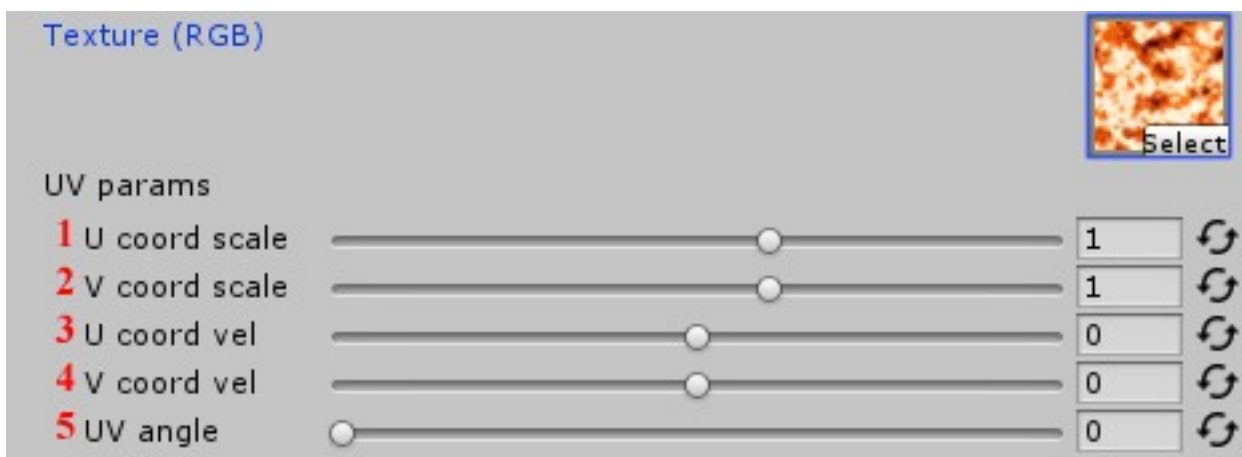 Texture (RGB)
Select
UV params
1 U coord scale 1
2 V coord scale 1
3 U coord vel 0
4 V coord vel 0
5 UV angle 0